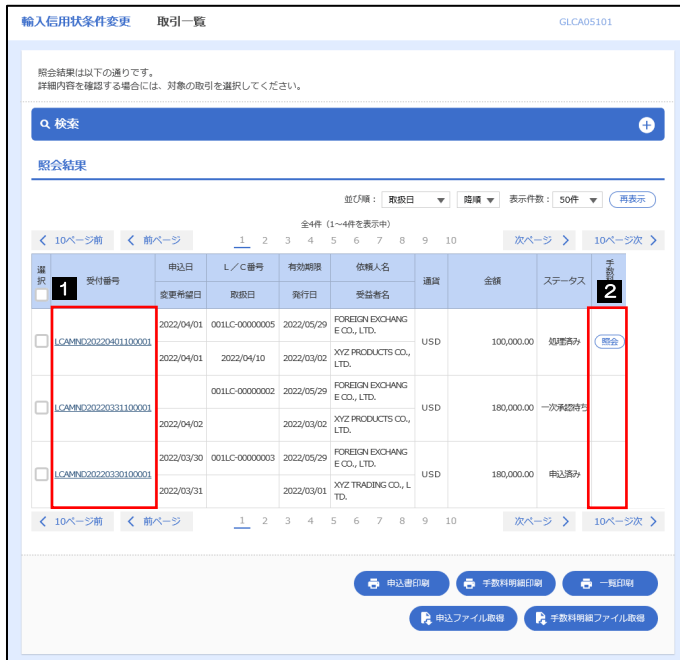 輸入信用状条件変更 取引一覧 GLCA05101
照会結果は以下の通りです。
詳細内容を確認する場合には、対象の取引を選択してください。
検索
照会結果
並び順： 取扱日 降順 表示件数： 50件 再表示
全4件（1～4件を表示中）
10ページ前 前ページ 1 2 3 4 5 6 7 8 9 10 次ページ 10ページ次
選択 受付番号 申込日 L／C番号 有効期限 依頼人名 通貨 金額 ステータス 手数
変更希望日 取扱日 発行日 受益者名
1 2
2022/04/01 001LC-00000005 2022/05/29 FOREIGN EXCHANG
E CO., LTD.
LCAMND20220401100001 USD 100,000.00 処理済み 照会
2022/04/01 2022/04/10 2022/03/02 XYZ PRODUCTS CO.,
LTD.
001LC-00000002 2022/05/29 FOREIGN EXCHANG
E CO., LTD.
LCAMND20220331100001 USD 180,000.00 一次承認待ち
2022/04/02 2022/03/02 XYZ PRODUCTS CO.,
LTD.
2022/03/30 001LC-00000003 2022/05/29 FOREIGN EXCHANG
E CO., LTD.
LCAMND20220330100001 USD 180,000.00 申込済み
2022/03/31 2022/03/01 XYZ TRADING CO., L
TD.
10ページ前 前ページ 1 2 3 4 5 6 7 8 9 10 次ページ 10ページ次
申込書印刷 手数料明細印刷 一覧印刷
申込ファイル取得 手数料明細ファイル取得